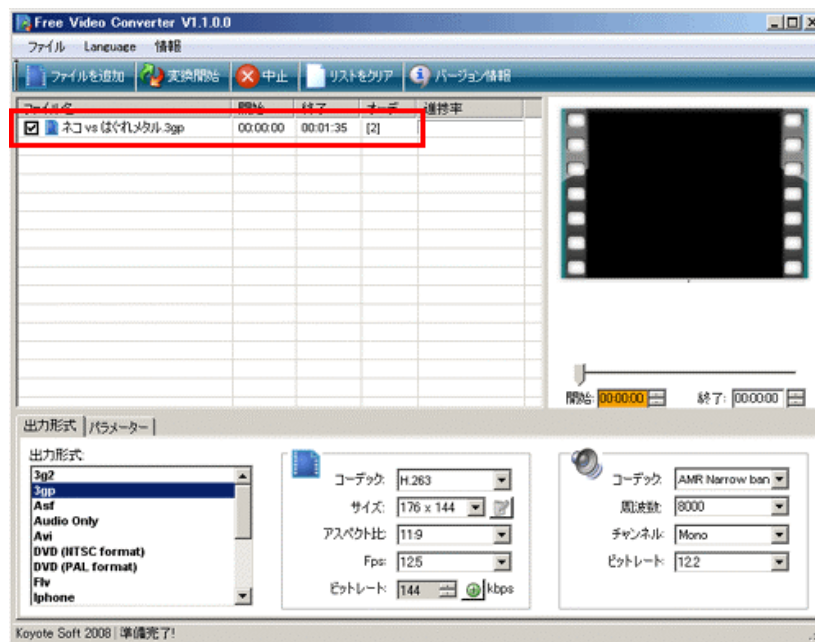 Free Video Converter V1.1.0.0
ファイル Language 情報
ファイルを追加 変換開始 中止 リストをクリア バージョン情報
ファイル名 開始 終了 オーデ 進捗率
ネコ vs はぐれメタル.3gp 00:00:00 00:01:35 [2]
開始: 00:00:00 終了: 00:00:00
出力形式 パラメーター
出力形式:
3g2
3gp
Asf
Audio Only
Avi
DVD (NTSC format)
DVD (PAL format)
Flv
Iphone
コーデック: H.263
サイズ: 176 x 144
アスペクト比: 11:9
Fps: 12.5
ビットレート: 144 kbps
コーデック: AMR Narrow ban
周波数: 8000
チャンネル: Mono
ビットレート: 12.2
Koyote Soft 2008 準備完了!